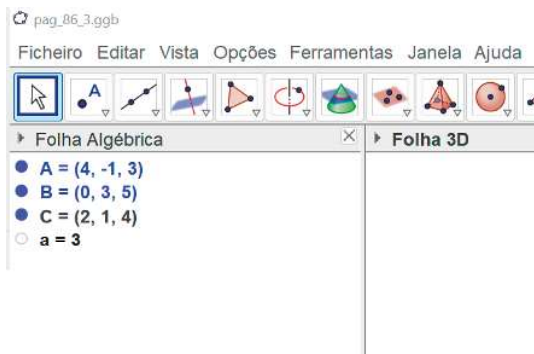 pag_86_3.ggb
Ficheiro Editar Vista Opções Ferramentas Janela Ajuda
A
Folha Algébrica
Folha 3D
A = (4, -1, 3)
B = (0, 3, 5)
C = (2, 1, 4)
a = 3